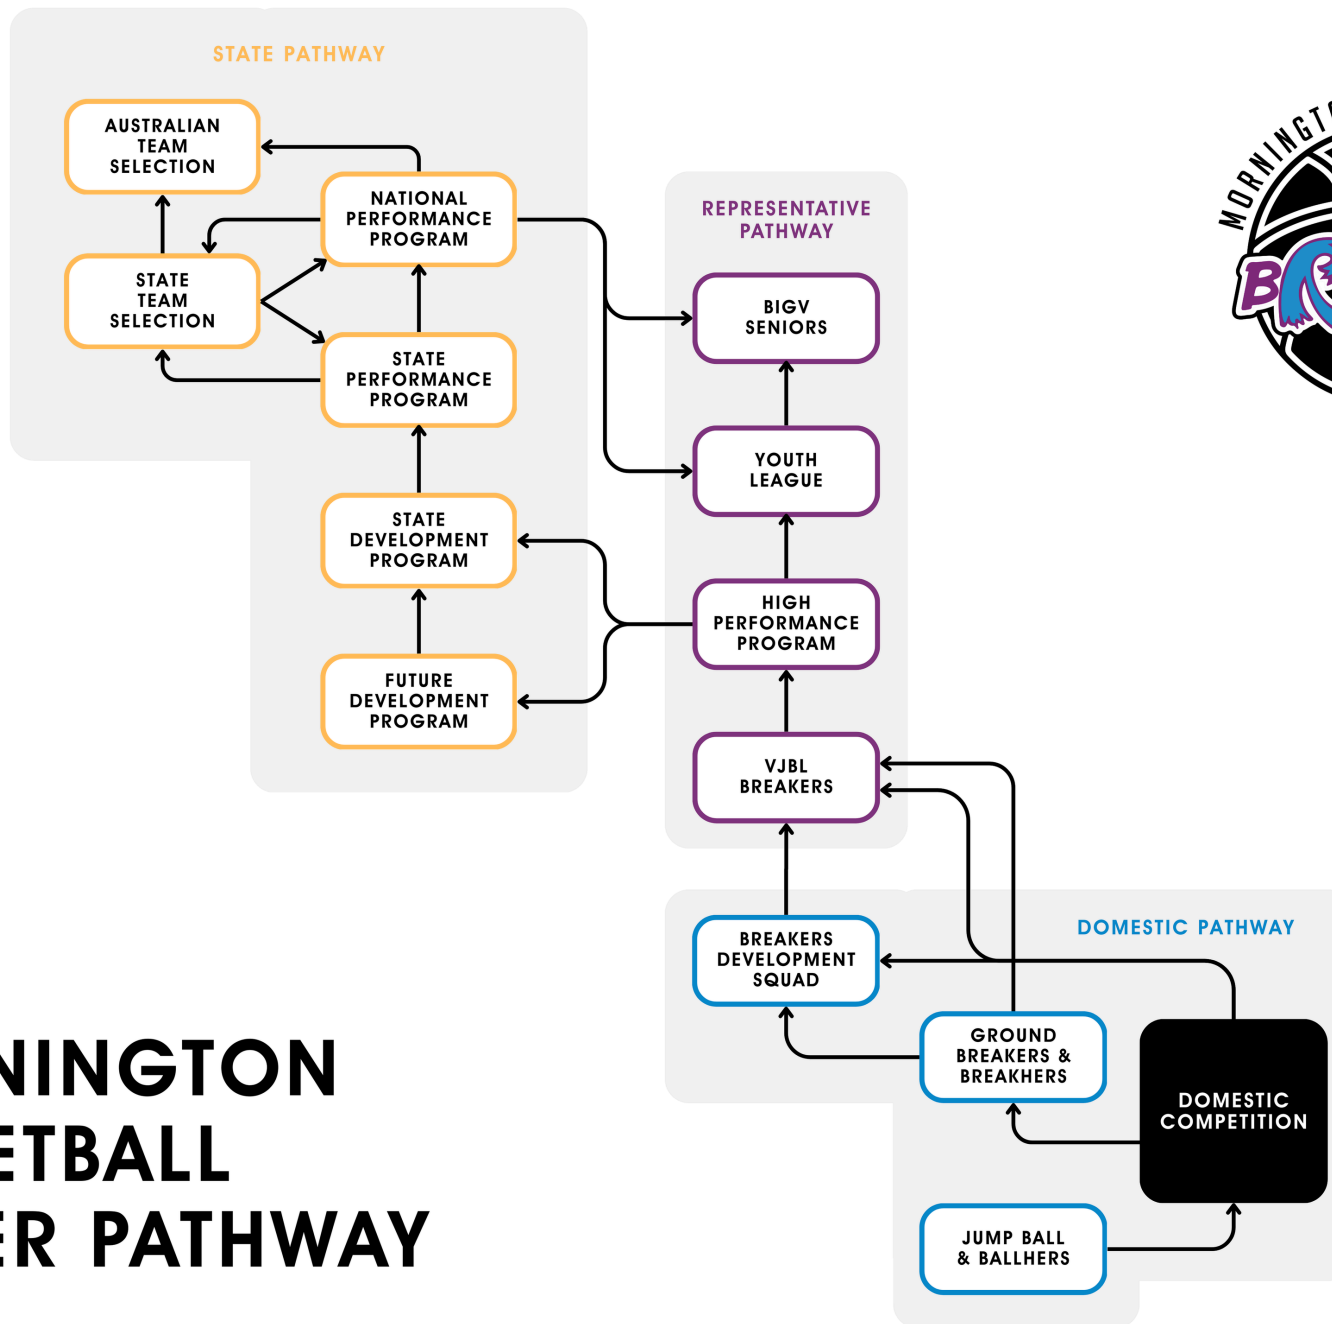 STATE PATHWAY
AUSTRALIAN
TEAM
SELECTION
NATIONAL
PERFORMANCE
PROGRAM
STATE
TEAM
SELECTION
STATE
PERFORMANCE
PROGRAM
STATE
DEVELOPMENT
PROGRAM
FUTURE
DEVELOPMENT
PROGRAM
REPRESENTATIVE
PATHWAY
BIGV
SENIORS
YOUTH
LEAGUE
HIGH
PERFORMANCE
PROGRAM
VJBL
BREAKERS
DOMESTIC PATHWAY
BREAKERS
DEVELOPMENT
SQUAD
GROUND
BREAKERS &
BREAKHERS
DOMESTIC
COMPETITION
JUMP BALL
& BALLHERS
MORNINGTO
B
NINGTON
ETBALL
ER PATHWAY